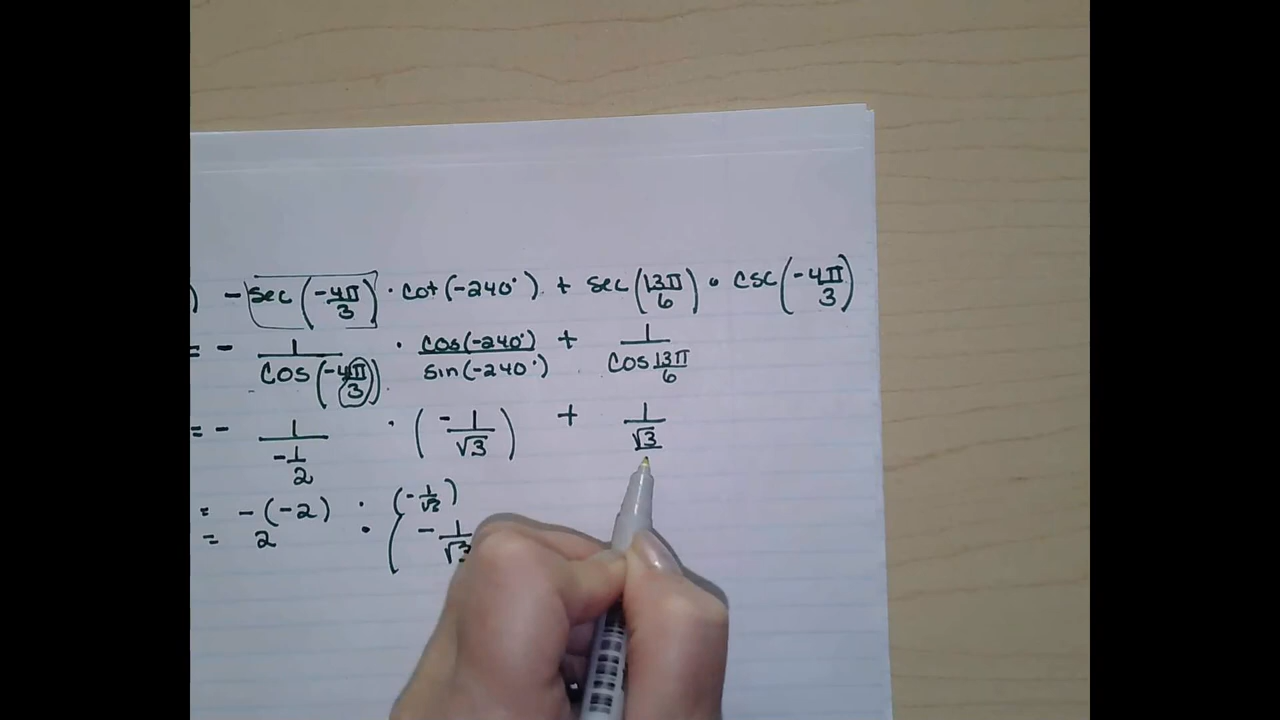 ) - sec(-4π/3) · cot(-240°) + sec(13π/6) · csc(-4π/3)
= - 1/cos(-4π/3) · cos(-240°)/sin(-240°) + 1/cos 13π/6
= - 1/(-1/2) · (-1/√3) + 1/√3
= -(-2) · (-1/√3)
= 2 · (-1/√3